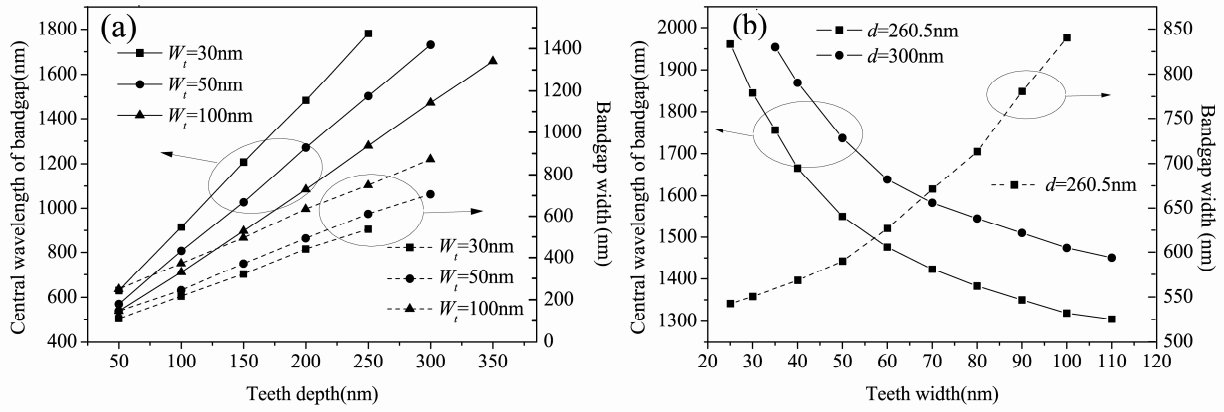 (a)
W_t=30nm
W_t=50nm
W_t=100nm
W_t=30nm
W_t=50nm
W_t=100nm
Central wavelength of bandgap(nm)
1800
1600
1400
1200
1000
800
600
400
Bandgap width (nm)
1400
1200
1000
800
600
400
200
0
50 100 150 200 250 300 350
Teeth depth(nm)
(b)
d=260.5nm
d=300nm
d=260.5nm
Central wavelength of bandgap(nm)
2000
1900
1800
1700
1600
1500
1400
1300
Bandgap width (nm)
850
800
750
700
650
600
550
500
20 30 40 50 60 70 80 90 100 110 120
Teeth width(nm)